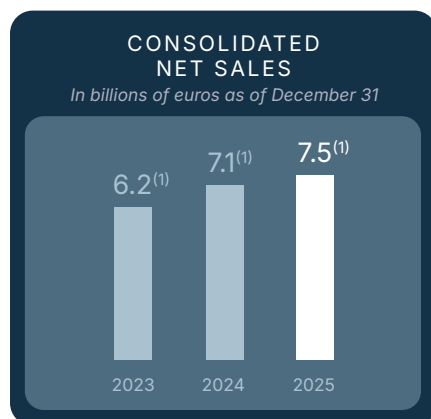 CONSOLIDATED
NET SALES
In billions of euros as of December 31
6.2(1)
7.1(1)
7.5(1)
2023
2024
2025